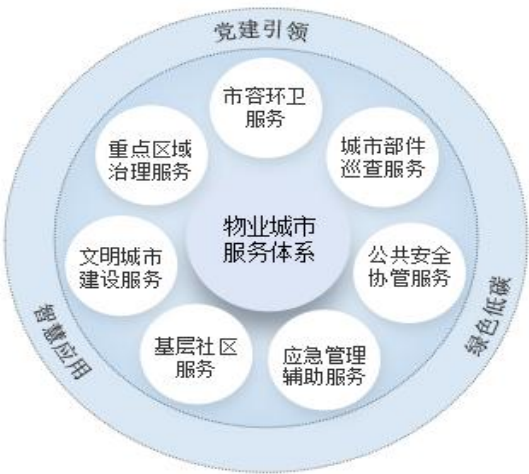 党建引领
市容环卫
服务
重点区域
治理服务
城市部件
巡查服务
物业城市
服务体系
文明城市
建设服务
公共安全
协管服务
基层社区
服务
应急管理
辅助服务
智慧应用
绿色低碳